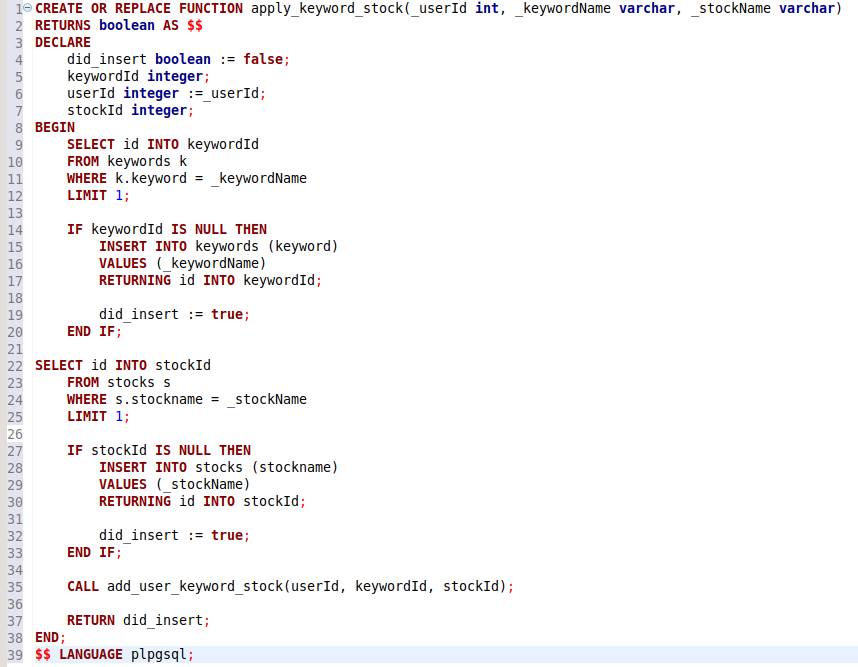 1 CREATE OR REPLACE FUNCTION apply_keyword_stock(_userId int, _keywordName varchar, _stockName varchar)
2 RETURNS boolean AS $$
3 DECLARE
4     did_insert boolean := false;
5     keywordId integer;
6     userId integer :=_userId;
7     stockId integer;
8 BEGIN
9     SELECT id INTO keywordId
10     FROM keywords k
11     WHERE k.keyword = _keywordName
12     LIMIT 1;
13
14     IF keywordId IS NULL THEN
15         INSERT INTO keywords (keyword)
16         VALUES (_keywordName)
17         RETURNING id INTO keywordId;
18
19         did_insert := true;
20     END IF;
21
22 SELECT id INTO stockId
23     FROM stocks s
24     WHERE s.stockname = _stockName
25     LIMIT 1;
26
27     IF stockId IS NULL THEN
28         INSERT INTO stocks (stockname)
29         VALUES (_stockName)
30         RETURNING id INTO stockId;
31
32         did_insert := true;
33     END IF;
34
35     CALL add_user_keyword_stock(userId, keywordId, stockId);
36
37     RETURN did_insert;
38 END;
39 $$ LANGUAGE plpgsql;